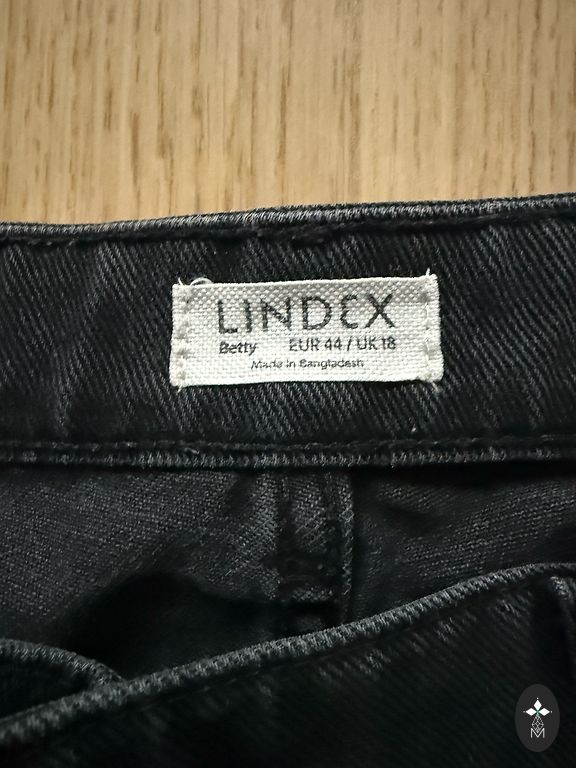 LINDEX
Betty EUR 44 / UK 18
Made in Bangladesh
M